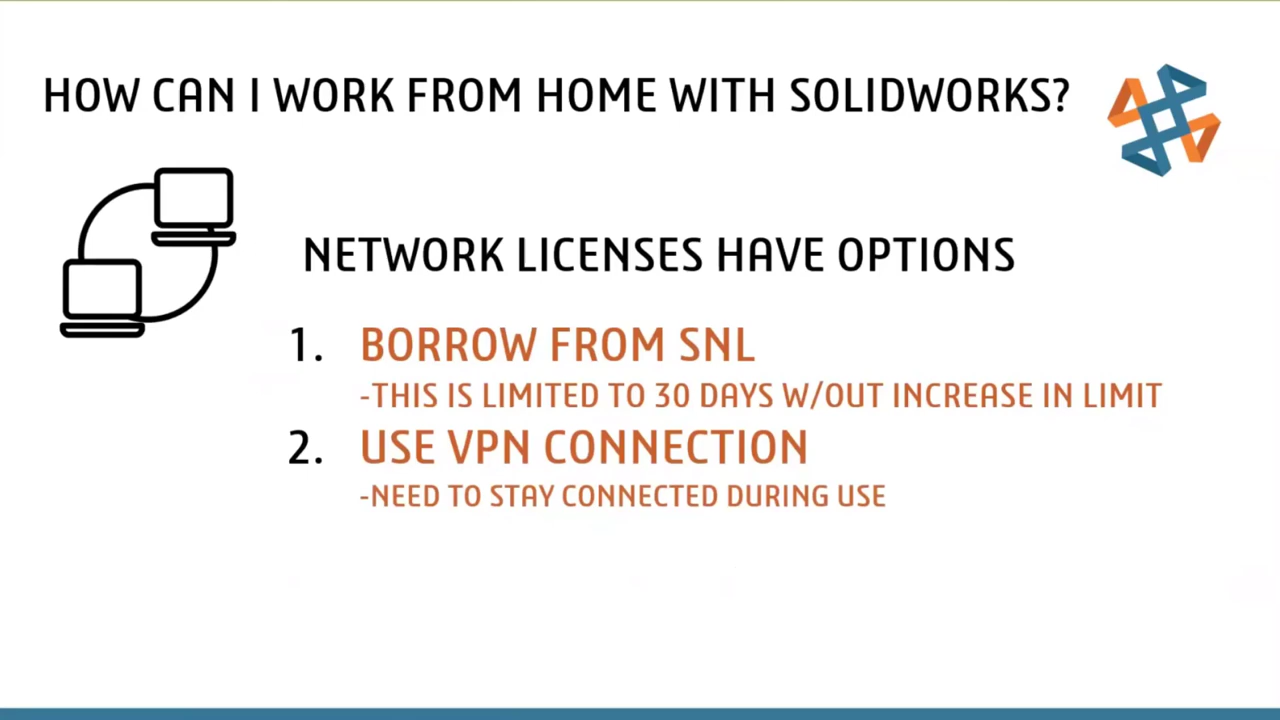 HOW CAN I WORK FROM HOME WITH SOLIDWORKS?
NETWORK LICENSES HAVE OPTIONS
1. BORROW FROM SNL
-THIS IS LIMITED TO 30 DAYS W/OUT INCREASE IN LIMIT
2. USE VPN CONNECTION
-NEED TO STAY CONNECTED DURING USE